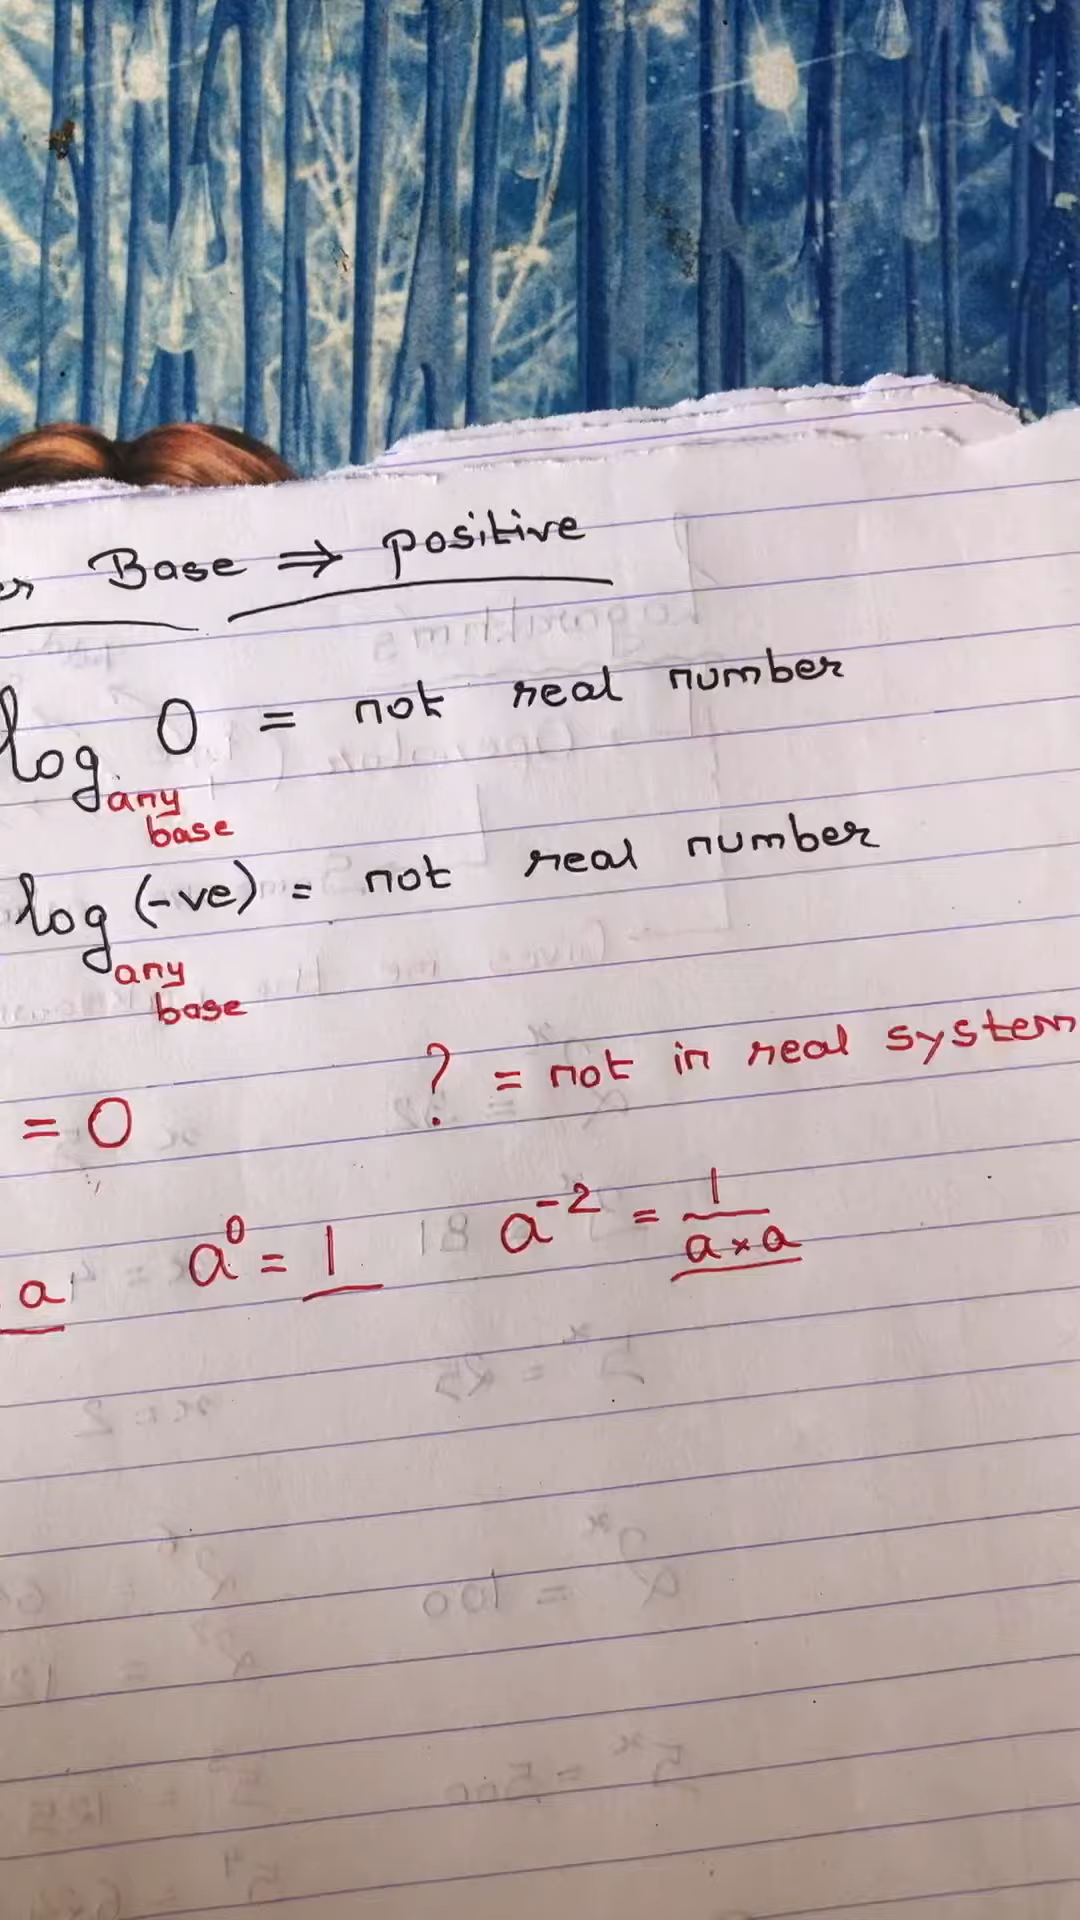 Base ⇒ positive
log 0 = not real number
any
base
log (-ve) = not real number
any
base
= 0 ? = not in real system
a a⁰ = 1 a⁻² = 1/(a × a)